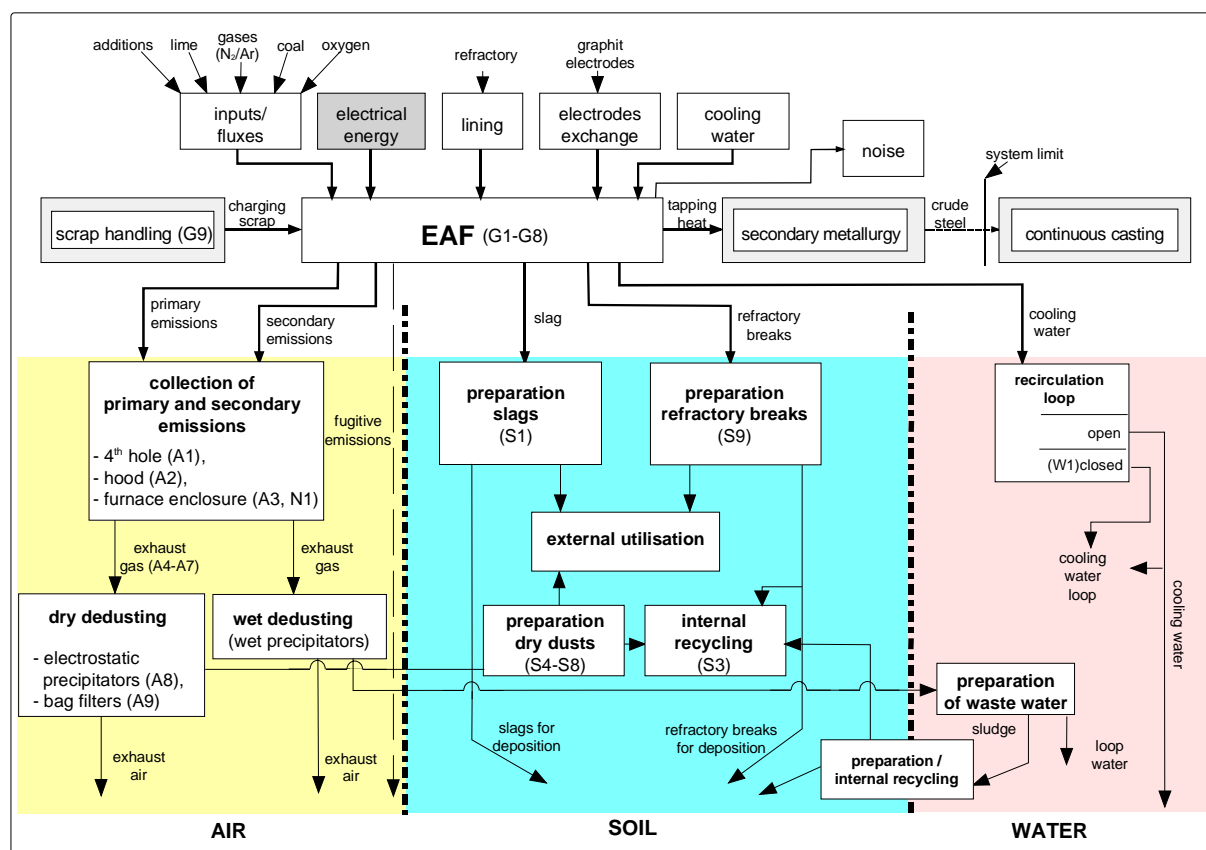 additions
lime
gases
(N₂/Ar)
coal
oxygen
refractory
graphit
electrodes
inputs/
fluxes
electrical
energy
lining
electrodes
exchange
cooling
water
noise
system limit
scrap handling (G9)
charging
scrap
EAF (G1-G8)
tapping
heat
secondary metallurgy
crude
steel
continuous casting
primary
emissions
secondary
emissions
slag
refractory
breaks
cooling
water
collection of
primary and secondary
emissions
- 4th hole (A1),
- hood (A2),
- furnace enclosure (A3, N1)
fugitive
emissions
preparation
slags
(S1)
preparation
refractory breaks
(S9)
recirculation
loop
open
(W1)closed
exhaust
gas (A4-A7)
exhaust
gas
external utilisation
cooling
water
loop
cooling water
dry dedusting
- electrostatic
precipitators (A8),
- bag filters (A9)
wet dedusting
(wet precipitators)
preparation
dry dusts
(S4-S8)
internal
recycling
(S3)
preparation
of waste water
sludge
slags for
deposition
refractory breaks
for deposition
preparation /
internal recycling
loop
water
exhaust
air
exhaust
air
AIR
SOIL
WATER